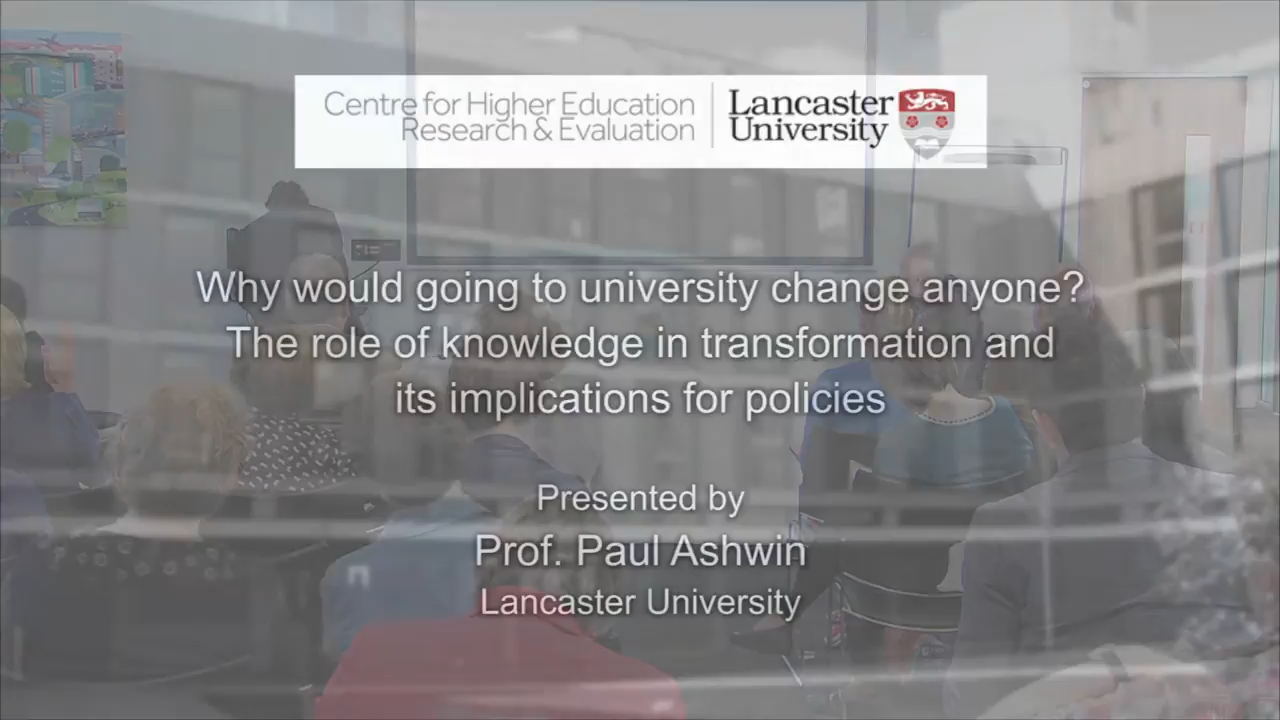 Centre for Higher Education
Research & Evaluation
Lancaster
University
Why would going to university change anyone?
The role of knowledge in transformation and
its implications for policies
Presented by
Prof. Paul Ashwin
Lancaster University